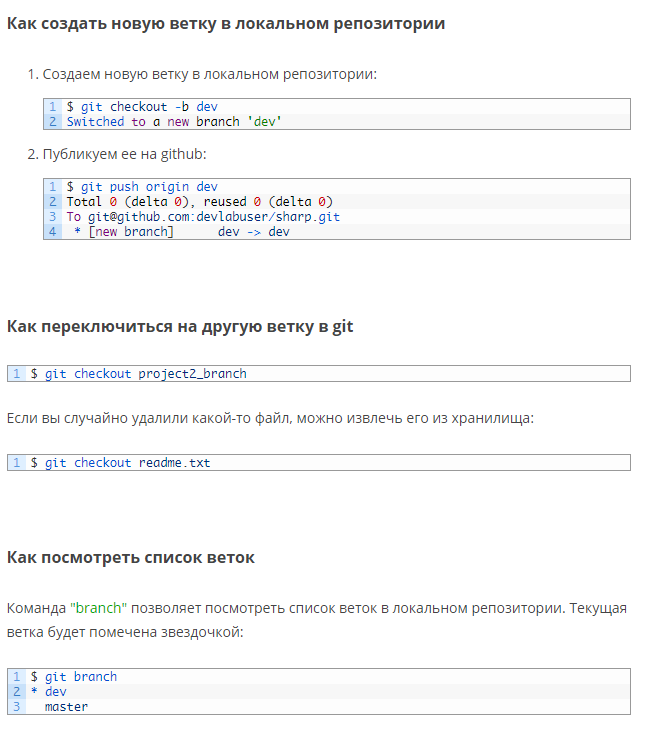 Как создать новую ветку в локальном репозитории
1. Создаем новую ветку в локальном репозитории:
1 $ git checkout -b dev
2 Switched to a new branch 'dev'
2. Публикуем ее на github:
1 $ git push origin dev
2 Total 0 (delta 0), reused 0 (delta 0)
3 To git@github.com:devlabuser/sharp.git
4  * [new branch]      dev -> dev
Как переключиться на другую ветку в git
1 $ git checkout project2_branch
Если вы случайно удалили какой-то файл, можно извлечь его из хранилища:
1 $ git checkout readme.txt
Как посмотреть список веток
Команда "branch" позволяет посмотреть список веток в локальном репозитории. Текущая
ветка будет помечена звездочкой:
1 $ git branch
2 * dev
3   master